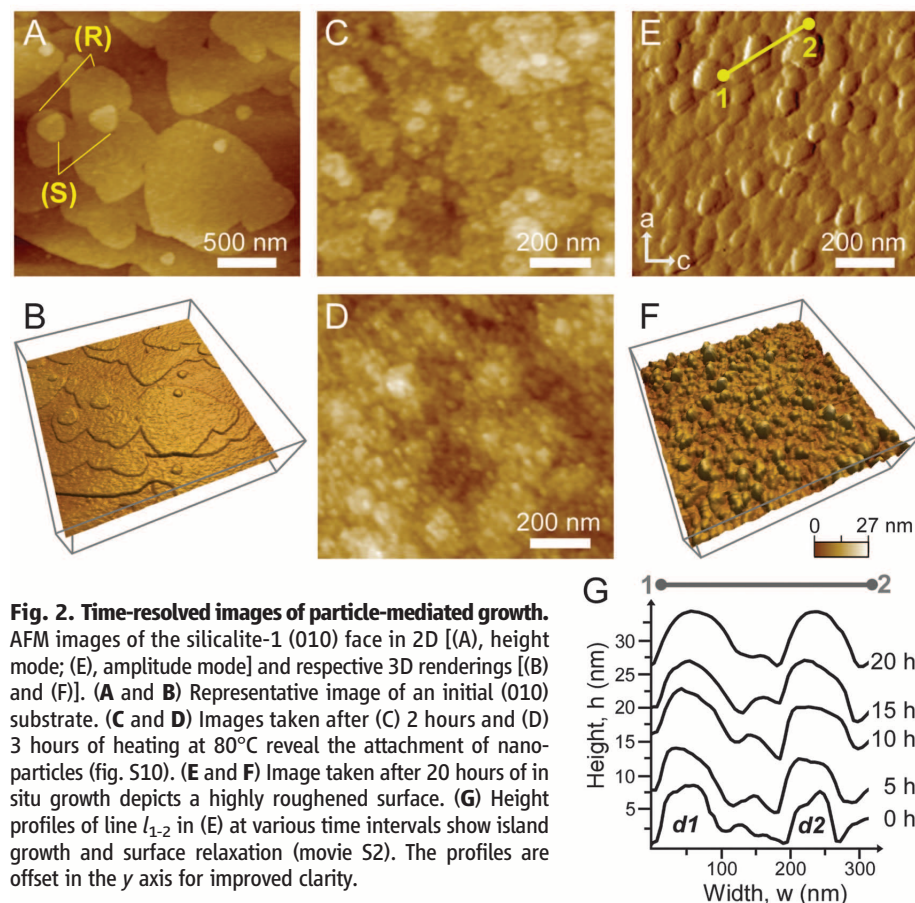 A
(R)
(S)
500 nm
C
200 nm
E
1
2
a
c
200 nm
B
D
200 nm
F
0 27 nm
Fig. 2. Time-resolved images of particle-mediated growth.
AFM images of the silicalite-1 (010) face in 2D [(A), height
mode; (E), amplitude mode] and respective 3D renderings [(B)
and (F)]. (A and B) Representative image of an initial (010)
substrate. (C and D) Images taken after (C) 2 hours and (D)
3 hours of heating at 80°C reveal the attachment of nano-
particles (fig. S10). (E and F) Image taken after 20 hours of in
situ growth depicts a highly roughened surface. (G) Height
profiles of line l1-2 in (E) at various time intervals show island
growth and surface relaxation (movie S2). The profiles are
offset in the y axis for improved clarity.
G
1 2
Height, h (nm)
30
25
20
15
10
5
20 h
15 h
10 h
5 h
0 h
d1 d2
100 200 300
Width, w (nm)